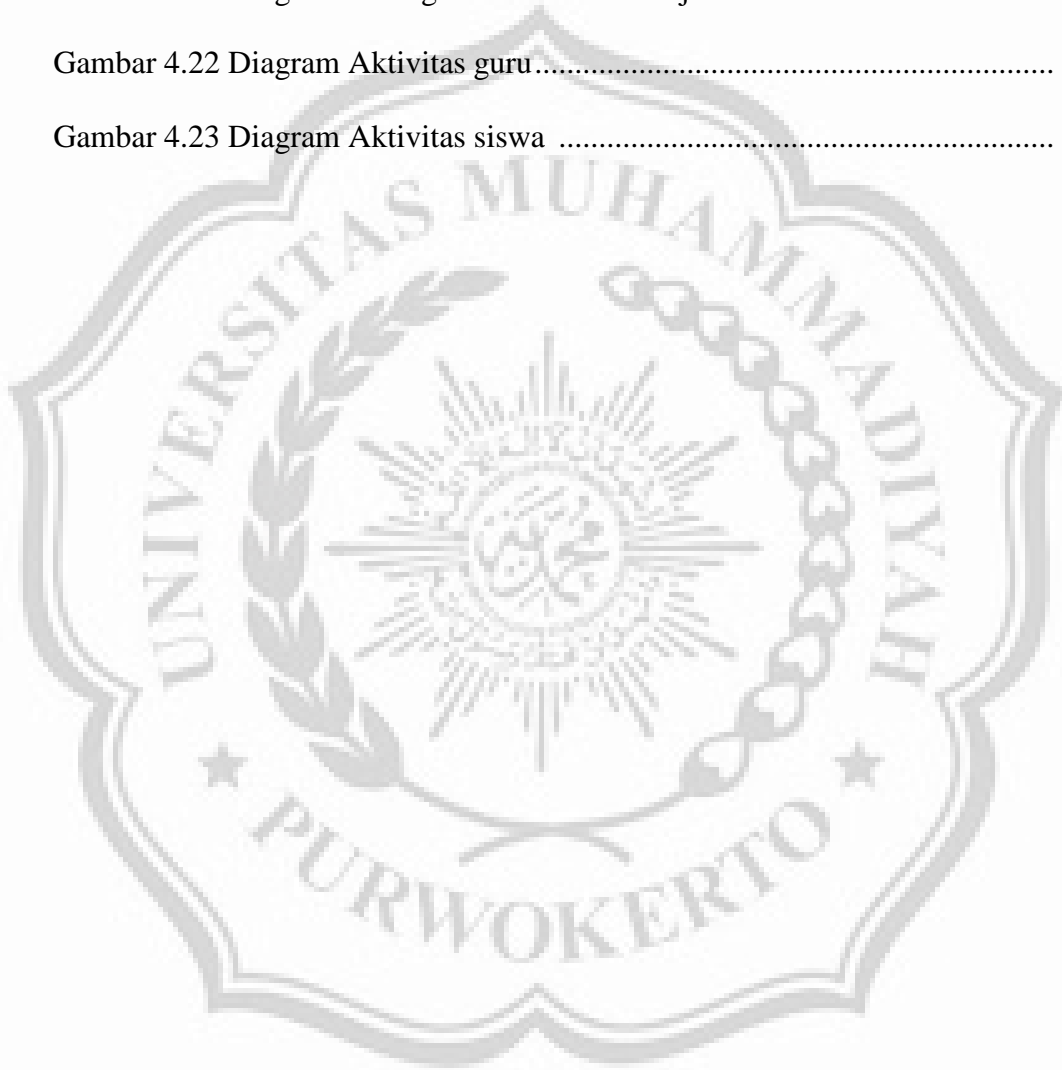 Gambar 4.22 Diagram Aktivitas guru.................................................................
Gambar 4.23 Diagram Aktivitas siswa ..............................................................
UNIVERSITAS MUHAMMADIYAH
★ PURWOKERTO ★